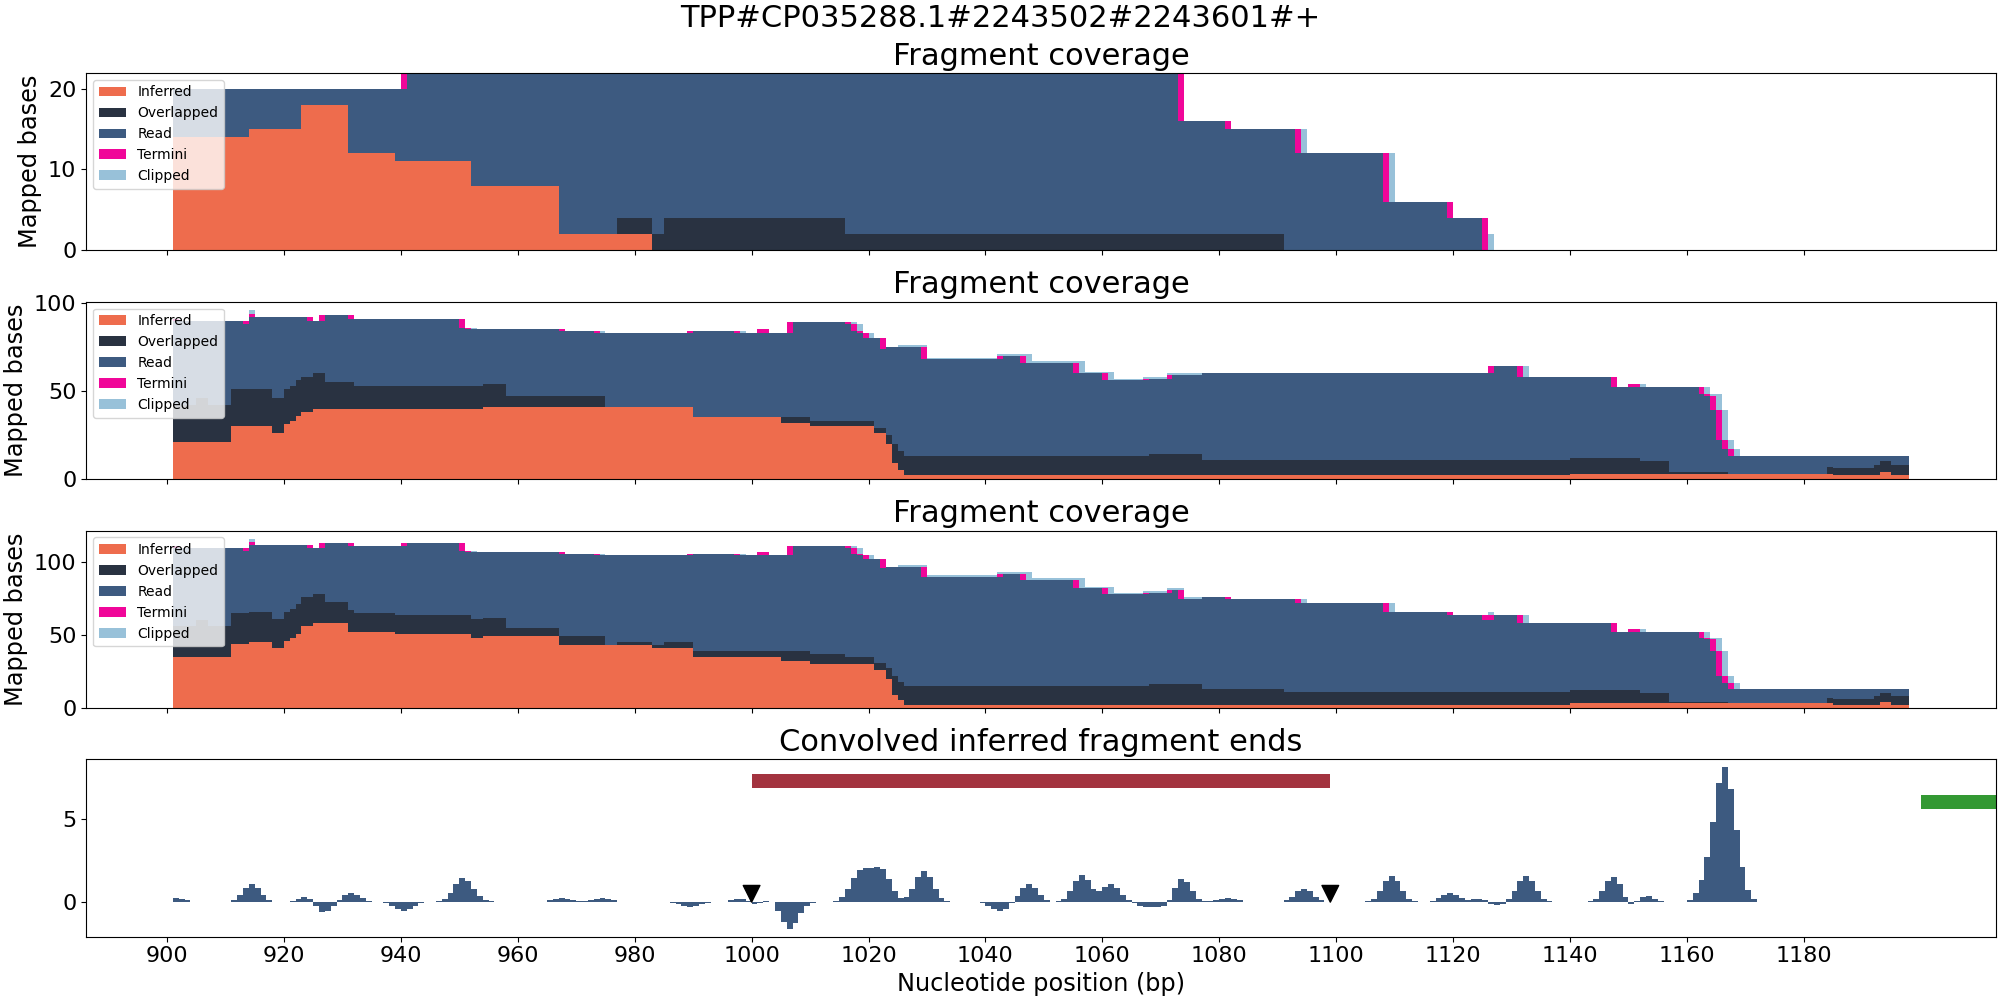 TPP#CP035288.1#2243502#2243601#+
Fragment coverage
Mapped bases
20
10
0
Inferred
Overlapped
Read
Termini
Clipped
Fragment coverage
Mapped bases
100
50
0
Inferred
Overlapped
Read
Termini
Clipped
Fragment coverage
Mapped bases
100
50
0
Inferred
Overlapped
Read
Termini
Clipped
Convolved inferred fragment ends
5
0
900 920 940 960 980 1000 1020 1040 1060 1080 1100 1120 1140 1160 1180
Nucleotide position (bp)